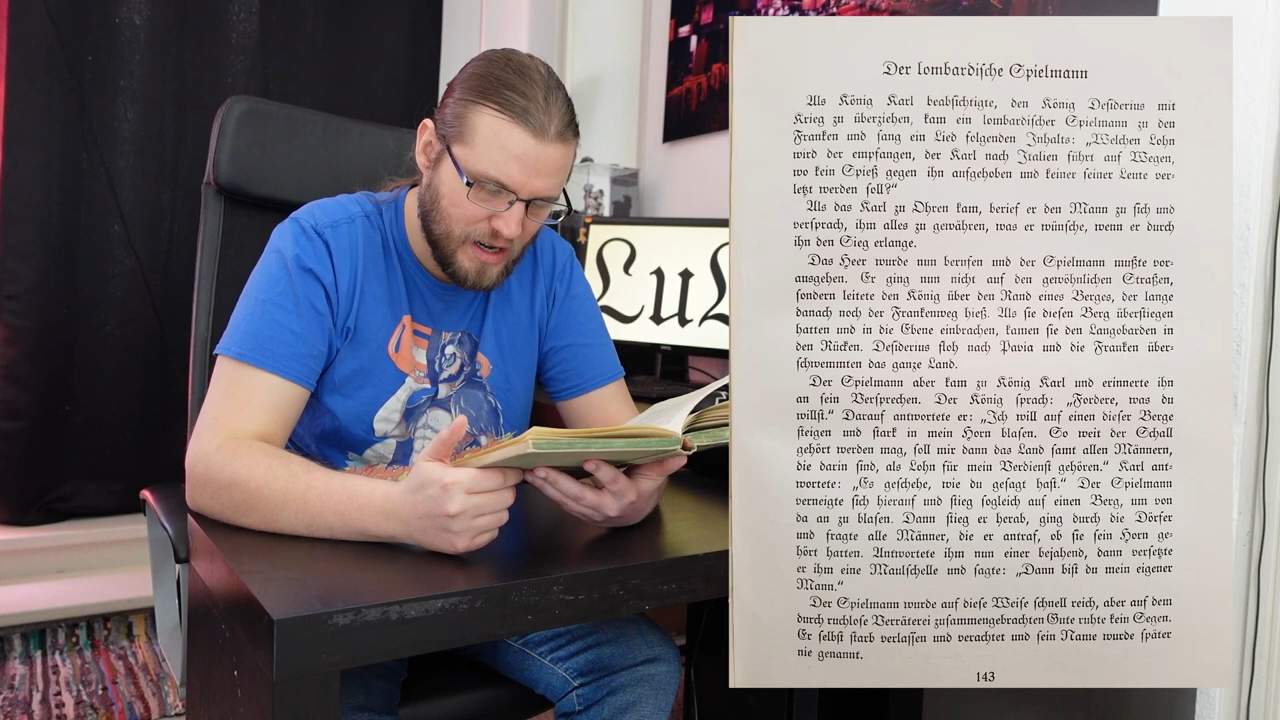 LuL
Der lombardische Spielmann
Als König Karl beabsichtigte, den König Desiderius mit
Krieg zu überziehen, kam ein lombardischer Spielmann zu den
Franken und sang ein Lied folgenden Inhalts: „Welchen Lohn
wird der empfangen, der Karl nach Italien führt auf Wegen,
wo kein Spieß gegen ihn aufgehoben und keiner seiner Leute ver-
letzt werden soll?“
Als das Karl zu Ohren kam, berief er den Mann zu sich und
versprach, ihm alles zu gewähren, was er wünsche, wenn er durch
ihn den Sieg erlange.
Das Heer wurde nun berufen und der Spielmann mußte vor-
ausgehen. Er ging nun nicht auf den gewöhnlichen Straßen,
sondern leitete den König über den Rand eines Berges, der lange
danach noch der Frankenweg hieß. Als sie diesen Berg überstiegen
hatten und in die Ebene einbrachen, kamen sie den Langobarden in
den Rücken. Desiderius floh nach Pavia und die Franken über-
schwemmten das ganze Land.
Der Spielmann aber kam zu König Karl und erinnerte ihn
an sein Versprechen. Der König sprach: „Fordere, was du
willst.“ Darauf antwortete er: „Ich will auf einen dieser Berge
steigen und stark in mein Horn blasen. So weit der Schall
gehört werden mag, soll mir dann das Land samt allen Männern,
die darin sind, als Lohn für mein Verdienst gehören.“ Karl ant-
wortete: „Es geschehe, wie du gesagt hast.“ Der Spielmann
verneigte sich hierauf und stieg sogleich auf einen Berg, um von
da an zu blasen. Dann stieg er herab, ging durch die Dörfer
und fragte alle Männer, die er antraf, ob sie sein Horn ge-
hört hatten. Antwortete ihm nun einer bejahend, dann versetzte
er ihm eine Maulschelle und sagte: „Dann bist du mein eigener
Mann.“
Der Spielmann wurde auf diese Weise schnell reich, aber auf dem
durch ruchlose Verräterei zusammengebrachten Gute ruhte kein Segen.
Er selbst starb verlassen und verachtet und sein Name wurde später
nie genannt.
143